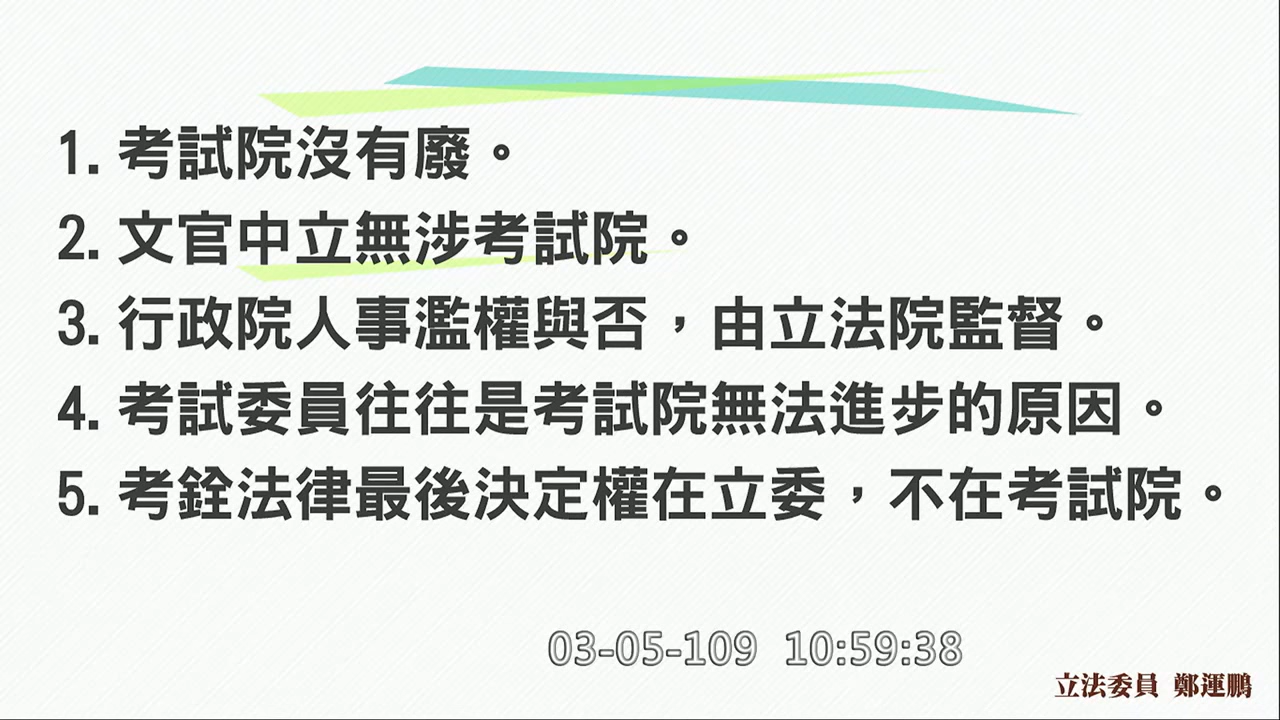 1. 考試院沒有廢。
2. 文官中立無涉考試院。
3. 行政院人事濫權與否，由立法院監督。
4. 考試委員往往是考試院無法進步的原因。
5. 考銓法律最後決定權在立委，不在考試院。
03-05-109 10:59:38
立法委員 鄭運鵬